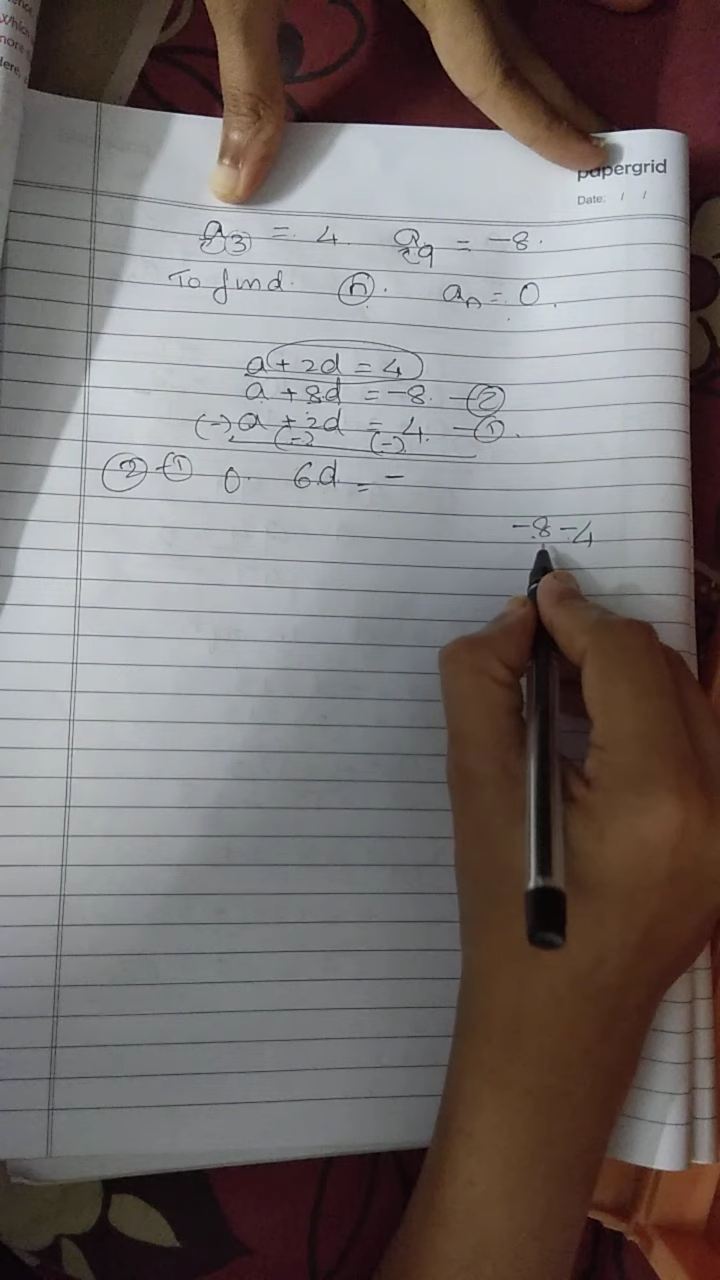 papergrid
Date: / /
a3 = 4 a9 = -8.
To find. n. an = 0.
a + 2d = 4
a + 8d = -8. - 2
(-) a + 2d = 4. - 1.
(-) (-)
2 - 1 0. 6d = -
-8 -4